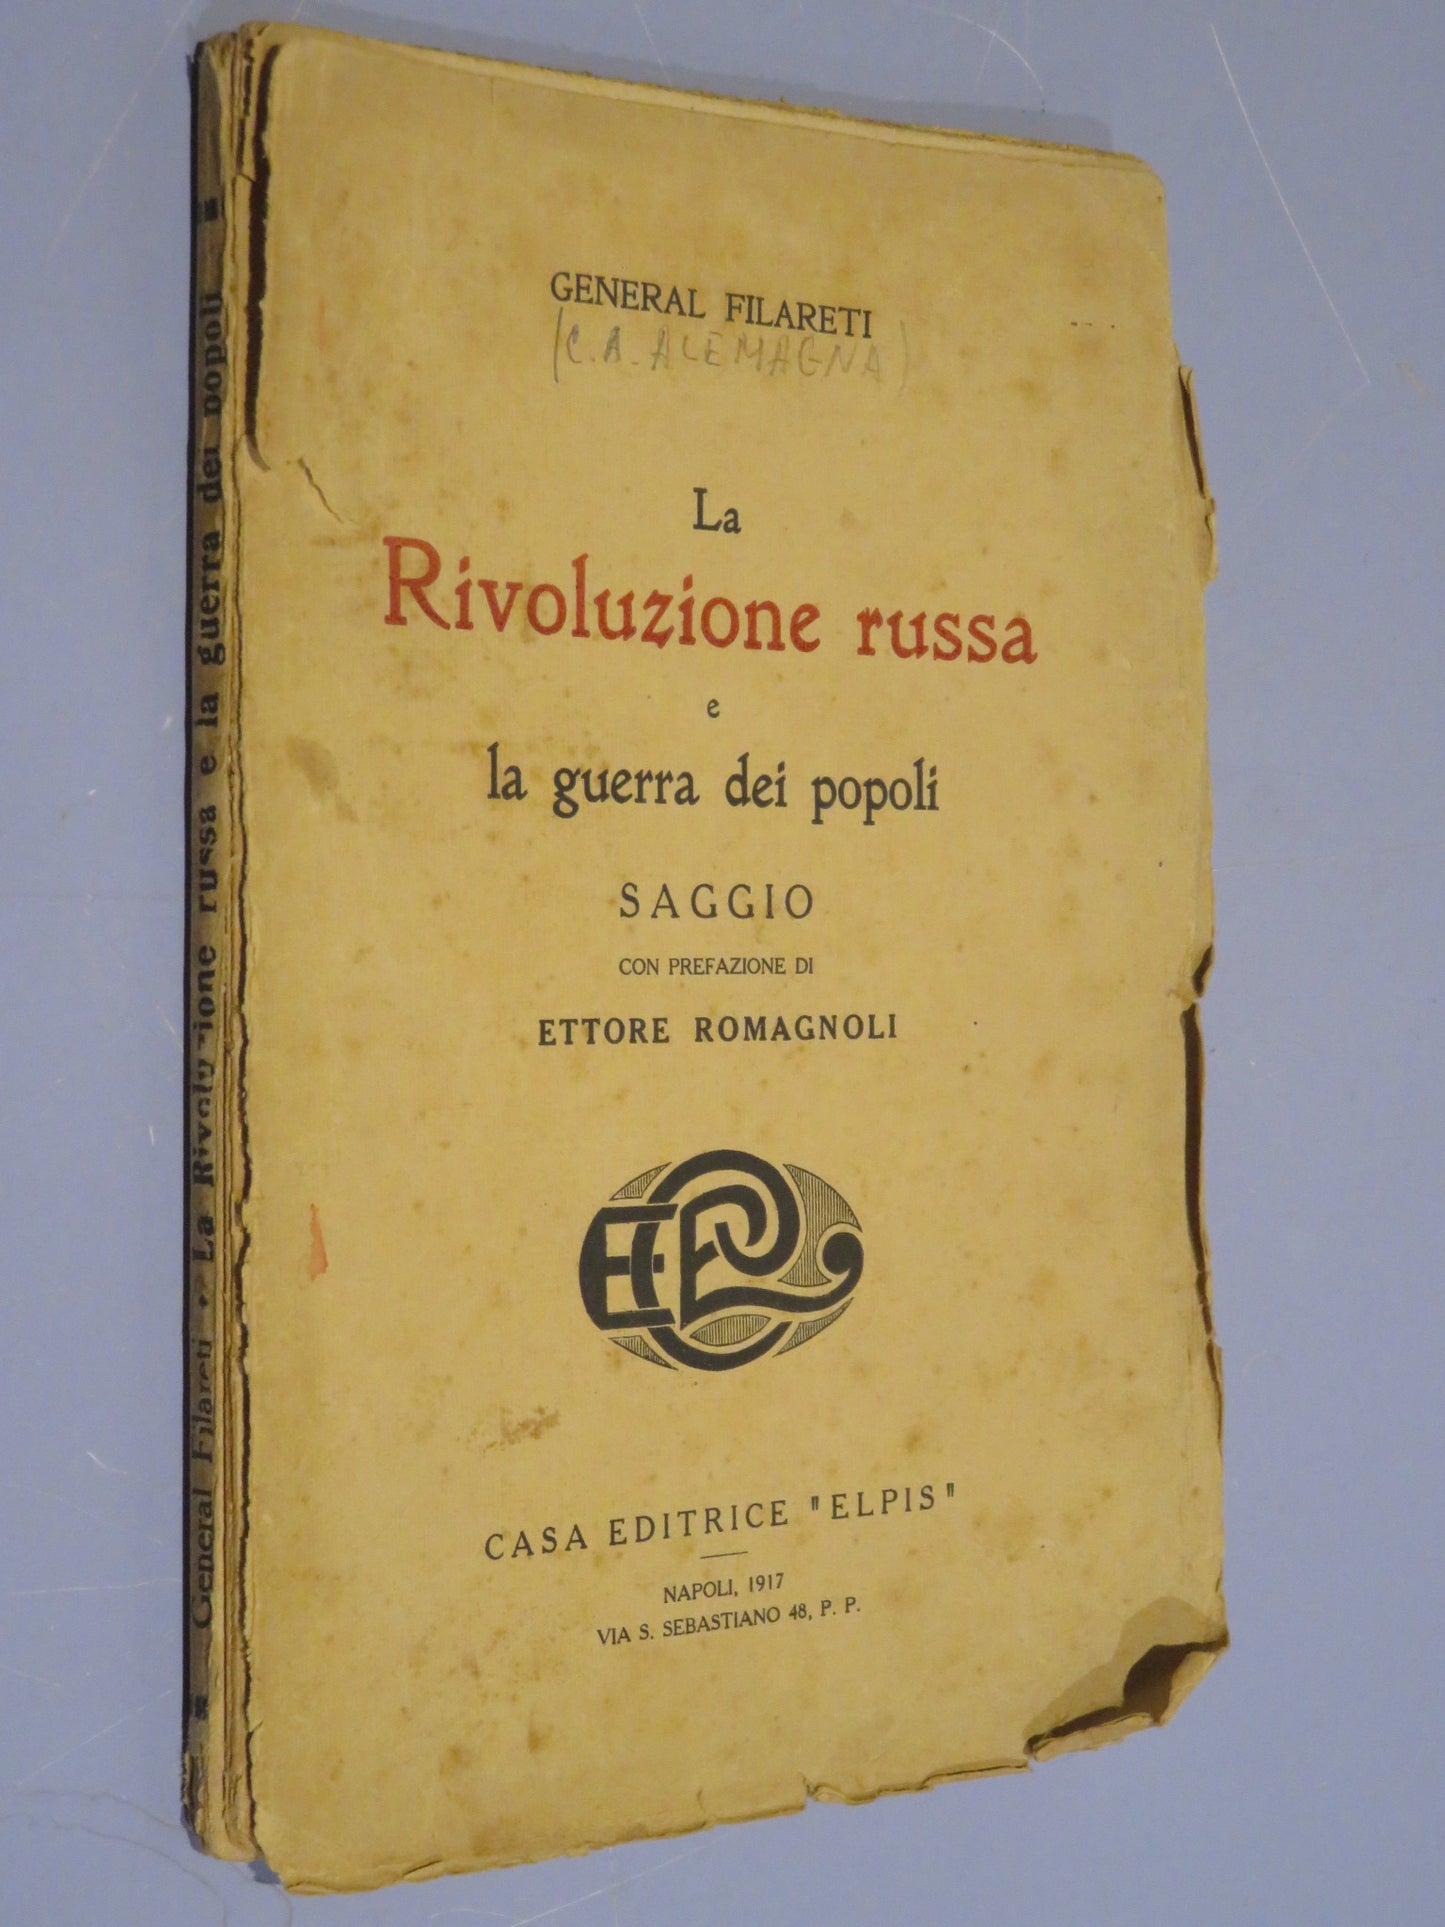 GENERAL FILARETI
(C. A. ALEMAGNA)
La
Rivoluzione russa
e
la guerra dei popoli
SAGGIO
CON PREFAZIONE DI
ETTORE ROMAGNOLI
CASA EDITRICE "ELPIS"
NAPOLI, 1917
VIA S. SEBASTIANO 48, P. P.
General Filareti • La Rivoluzione russa e la guerra dei popoli